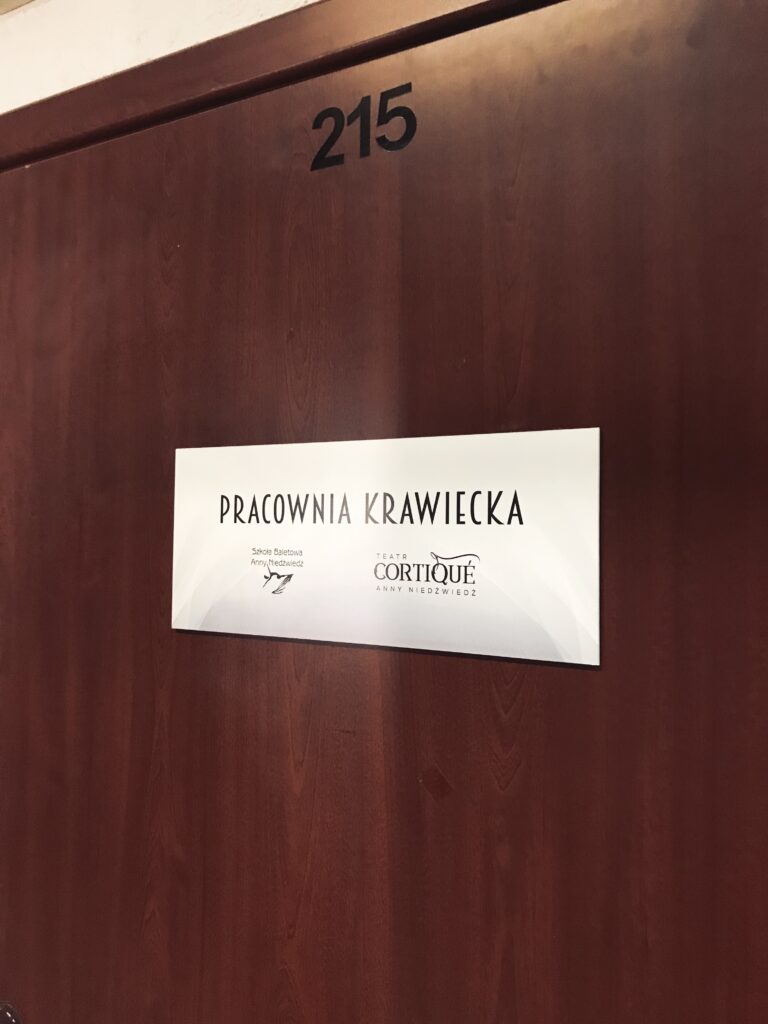 215
PRACOWNIA KRAWIECKA
Szkoła Baletowa
Anny Niedźwiedź
TEATR
CORTIQUÉ
ANNY NIEDŹWIEDŹ